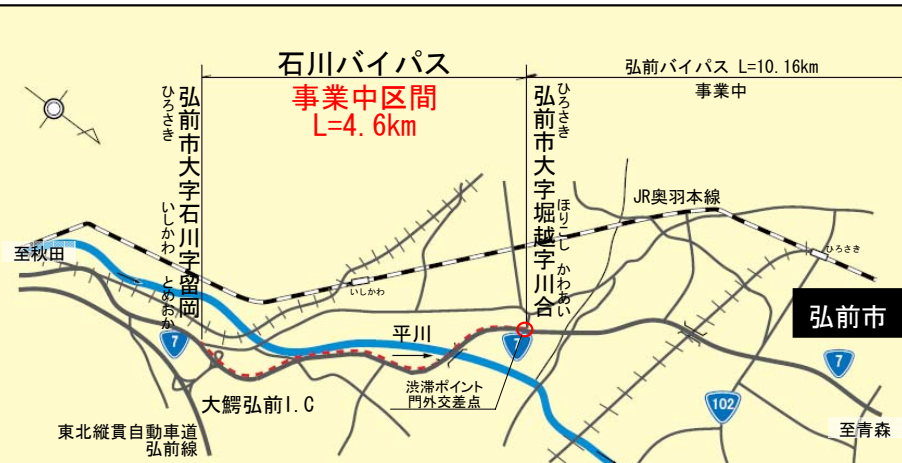 石川バイパス
事業中区間
L=4.6km
弘前バイパス L=10.16km
事業中
弘前市大字石川字留岡
ひろさき
いしかわ
とめおか
弘前市大字堀越字川合
ひろさき
ほりこし
かわあい
JR奥羽本線
至秋田
いしかわ
ひろさき
弘前市
平川
7
7
7
102
渋滞ポイント
門外交差点
大鰐弘前I.C
東北縦貫自動車道
弘前線
至青森